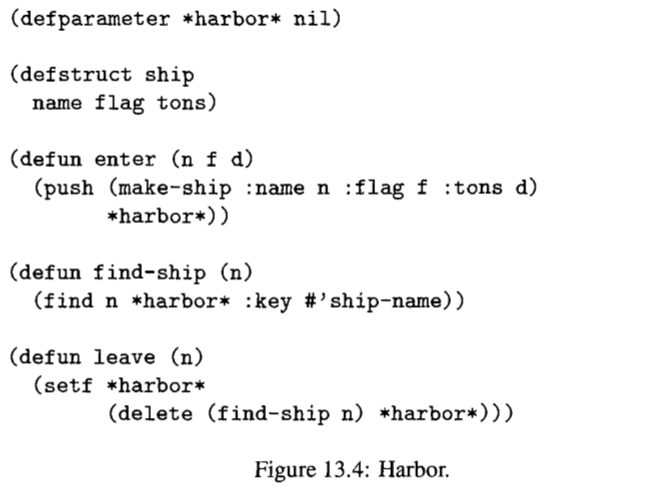 (defparameter *harbor* nil)
(defstruct ship
name flag tons)
(defun enter (n f d)
(push (make-ship :name n :flag f :tons d)
*harbor*))
(defun find-ship (n)
(find n *harbor* :key #'ship-name))
(defun leave (n)
(setf *harbor*
(delete (find-ship n) *harbor*)))
Figure 13.4: Harbor.